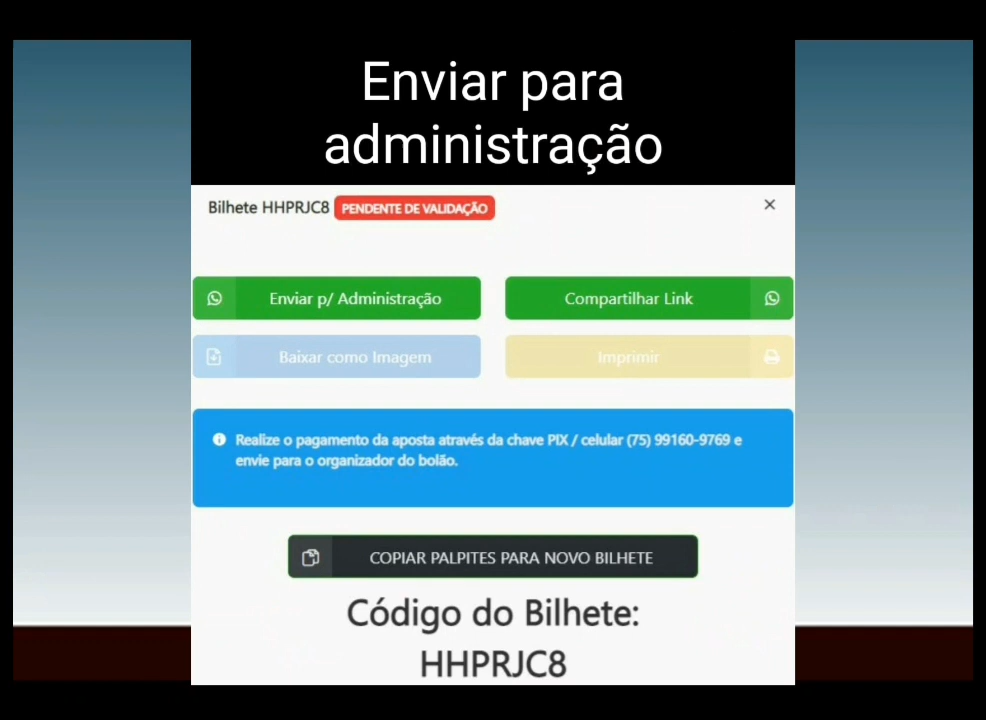 Enviar para
administração
Bilhete HHPRJC8 PENDENTE DE VALIDAÇÃO
Enviar p/ Administração
Compartilhar Link
Baixar como Imagem
Imprimir
Realize o pagamento da aposta através da chave PIX / celular (75) 99160-9769 e
envie para o organizador do bolão.
COPIAR PALPITES PARA NOVO BILHETE
Código do Bilhete:
HHPRJC8